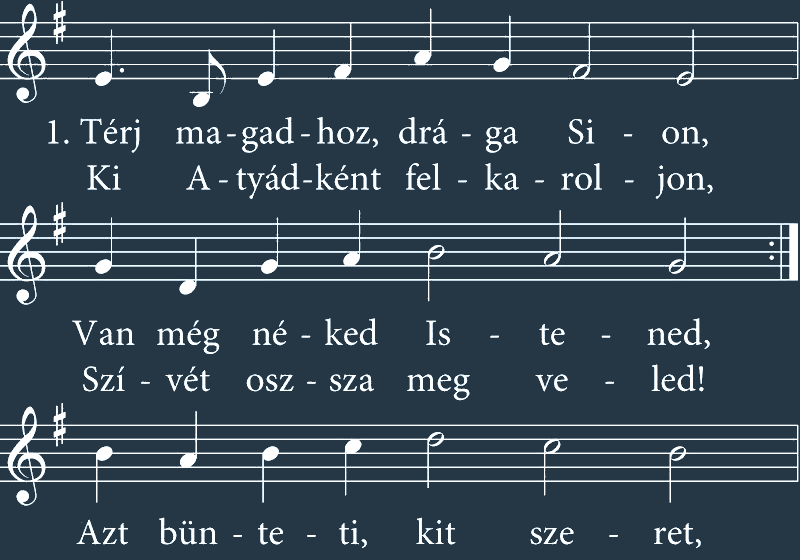 1. Térj ma - gad - hoz, drá - ga Si - on,
Ki A - tyád - ként fel - ka - rol - jon,
Van még né - ked Is - te - ned,
Szí - vét osz - sza meg ve - led!
Azt bün - te - ti, kit sze - ret,